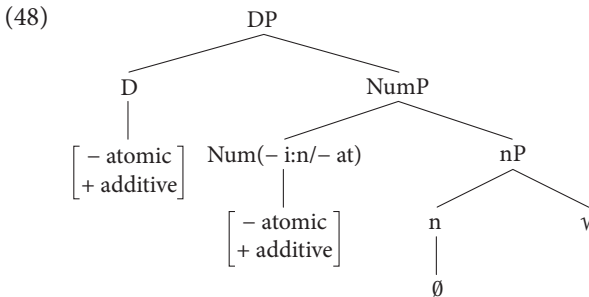 (48)
DP
D NumP
[− atomic + additive] Num(− i:n/− at) nP
[− atomic + additive] n √
∅